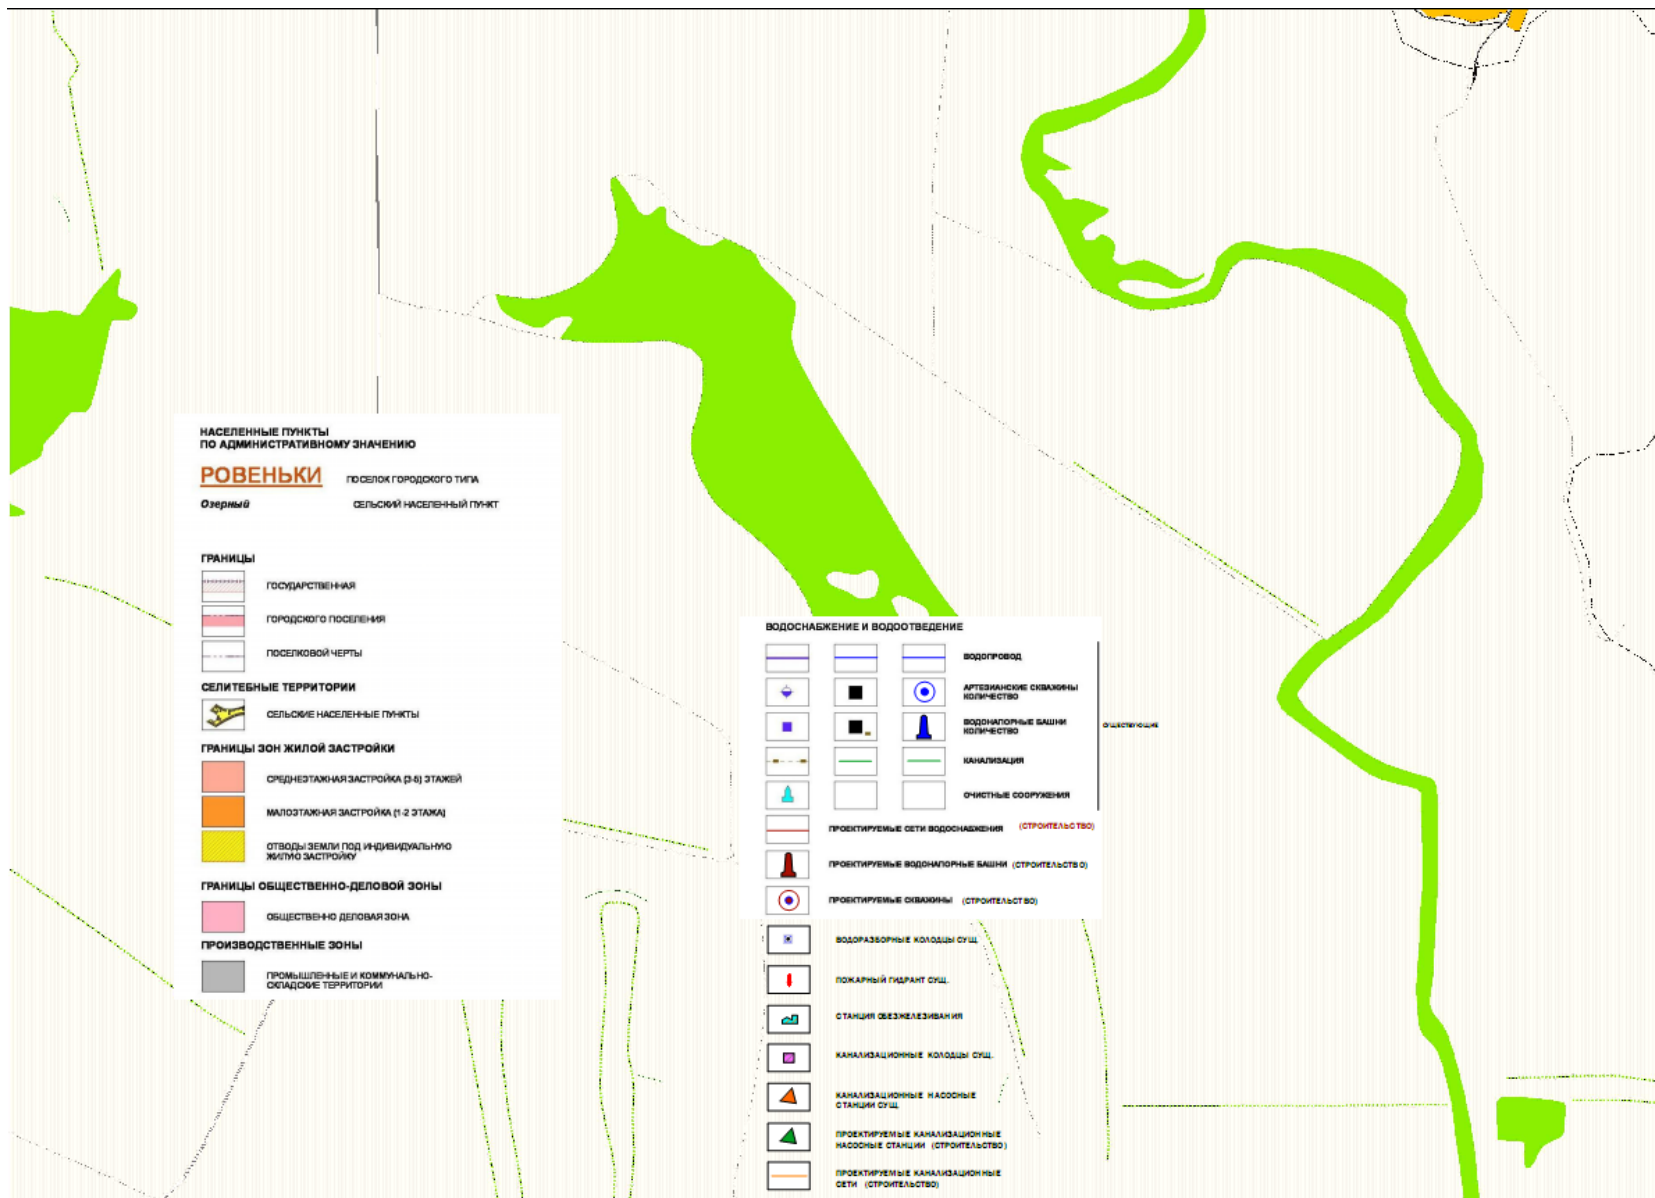 НАСЕЛЕННЫЕ ПУНКТЫ
ПО АДМИНИСТРАТИВНОМУ ЗНАЧЕНИЮ
РОВЕНЬКИ ПОСЕЛОК ГОРОДСКОГО ТИПА
Озерный СЕЛЬСКИЙ НАСЕЛЕННЫЙ ПУНКТ
ГРАНИЦЫ
ГОСУДАРСТВЕННАЯ
ГОРОДСКОГО ПОСЕЛЕНИЯ
ПОСЕЛКОВОЙ ЧЕРТЫ
СЕЛИТЕБНЫЕ ТЕРРИТОРИИ
СЕЛЬСКИЕ НАСЕЛЕННЫЕ ПУНКТЫ
ГРАНИЦЫ ЗОН ЖИЛОЙ ЗАСТРОЙКИ
СРЕДНЕЭТАЖНАЯ ЗАСТРОЙКА (3-5) ЭТАЖЕЙ
МАЛОЭТАЖНАЯ ЗАСТРОЙКА (1-2 ЭТАЖА)
ОТВОДЫ ЗЕМЛИ ПОД ИНДИВИДУАЛЬНУЮ
ЖИЛУЮ ЗАСТРОЙКУ
ГРАНИЦЫ ОБЩЕСТВЕННО-ДЕЛОВОЙ ЗОНЫ
ОБЩЕСТВЕННО ДЕЛОВАЯ ЗОНА
ПРОИЗВОДСТВЕННЫЕ ЗОНЫ
ПРОМЫШЛЕННЫЕ И КОММУНАЛЬНО-
СКЛАДСКИЕ ТЕРРИТОРИИ
ВОДОСНАБЖЕНИЕ И ВОДООТВЕДЕНИЕ
ВОДОПРОВОД
АРТЕЗИАНСКИЕ СКВАЖИНЫ
КОЛИЧЕСТВО
ВОДОНАПОРНЫЕ БАШНИ
КОЛИЧЕСТВО
СУЩЕСТВУЮЩИЕ
КАНАЛИЗАЦИЯ
ОЧИСТНЫЕ СООРУЖЕНИЯ
ПРОЕКТИРУЕМЫЕ СЕТИ ВОДОСНАБЖЕНИЯ (СТРОИТЕЛЬСТВО)
ПРОЕКТИРУЕМЫЕ ВОДОНАПОРНЫЕ БАШНИ (СТРОИТЕЛЬСТВО)
ПРОЕКТИРУЕМЫЕ СКВАЖИНЫ (СТРОИТЕЛЬСТВО)
ВОДОРАЗБОРНЫЕ КОЛОДЦЫ СУЩ.
ПОЖАРНЫЙ ГИДРАНТ СУЩ.
СТАНЦИЯ ОБЕЗЖЕЛЕЗИВАНИЯ
КАНАЛИЗАЦИОННЫЕ КОЛОДЦЫ СУЩ.
КАНАЛИЗАЦИОННЫЕ НАСОСНЫЕ
СТАНЦИИ СУЩ.
ПРОЕКТИРУЕМЫЕ КАНАЛИЗАЦИОННЫЕ
НАСОСНЫЕ СТАНЦИИ (СТРОИТЕЛЬСТВО)
ПРОЕКТИРУЕМЫЕ КАНАЛИЗАЦИОННЫЕ
СЕТИ (СТРОИТЕЛЬСТВО)